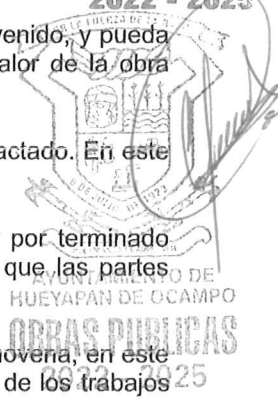 2022 - 2025
venido, y pueda
alor de la obra
actado. En este
por terminado
que las partes
AYUNTAMIENTO DE
HUEYAPAN DE OCAMPO
OBRAS PUBLICAS
novena, en este
2022 2025
de los trabajos